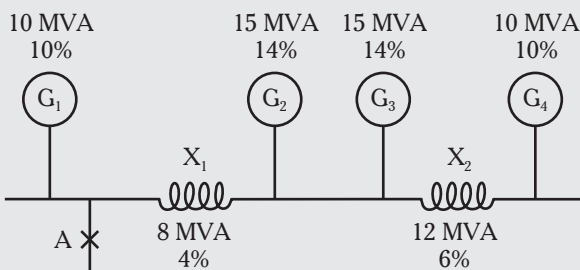 10 MVA
10%
15 MVA
14%
15 MVA
14%
10 MVA
10%
G₁
G₂
G₃
G₄
X₁
X₂
A
8 MVA
4%
12 MVA
6%